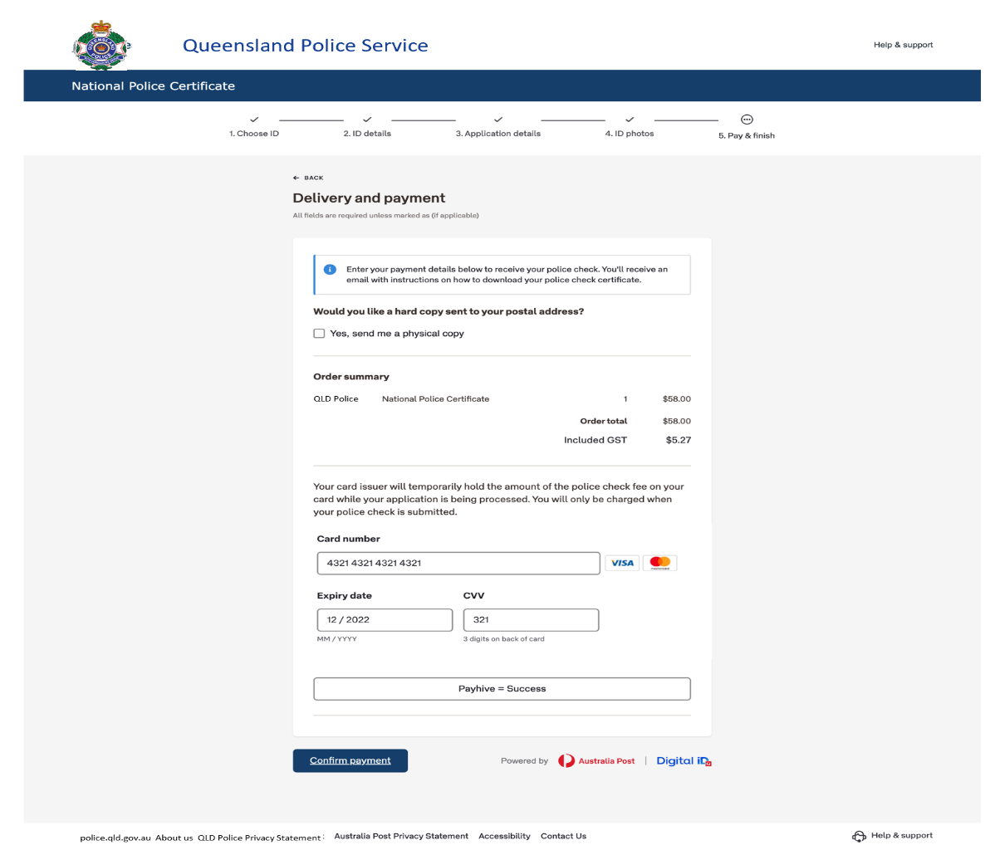 Queensland Police Service
Help & support
National Police Certificate
1. Choose ID
2. ID details
3. Application details
4. ID photos
5. Pay & finish
← BACK
Delivery and payment
All fields are required unless marked as (if applicable)
Enter your payment details below to receive your police check. You'll receive an
email with instructions on how to download your police check certificate.
Would you like a hard copy sent to your postal address?
Yes, send me a physical copy
Order summary
QLD Police National Police Certificate 1 $58.00
Order total $58.00
Included GST $5.27
Your card issuer will temporarily hold the amount of the police check fee on your
card while your application is being processed. You will only be charged when
your police check is submitted.
Card number
4321 4321 4321 4321 VISA
Expiry date CVV
12 / 2022 321
MM / YYYY 3 digits on back of card
Payhive = Success
Confirm payment
Powered by Australia Post | Digital iD
police.qld.gov.au About us QLD Police Privacy Statement Australia Post Privacy Statement Accessibility Contact Us
Help & support